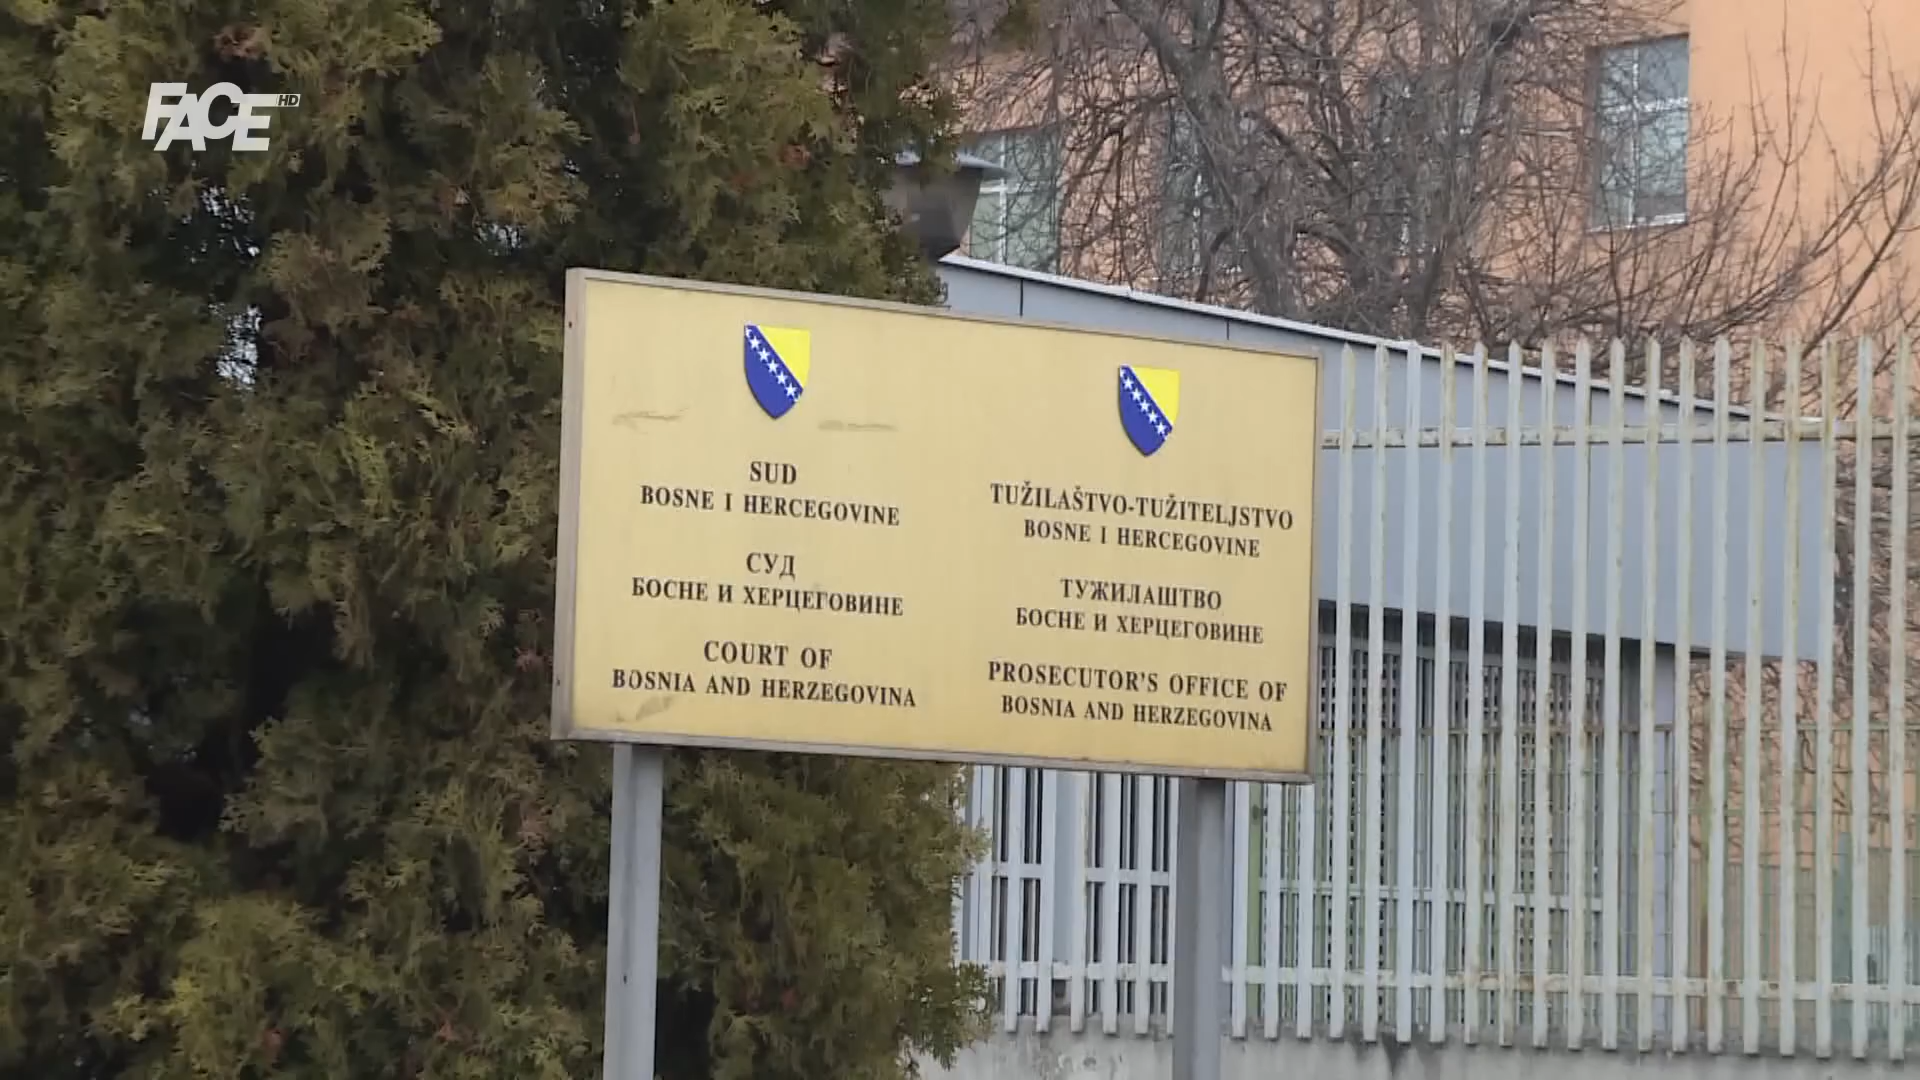 FACE HD
SUD
BOSNE I HERCEGOVINE
СУД
БОСНЕ И ХЕРЦЕГОВИНЕ
COURT OF
BOSNIA AND HERZEGOVINA
TUŽILAŠTVO-TUŽITELJSTVO
BOSNE I HERCEGOVINE
ТУЖИЛАШТВО
БОСНЕ И ХЕРЦЕГОВИНЕ
PROSECUTOR'S OFFICE OF
BOSNIA AND HERZEGOVINA